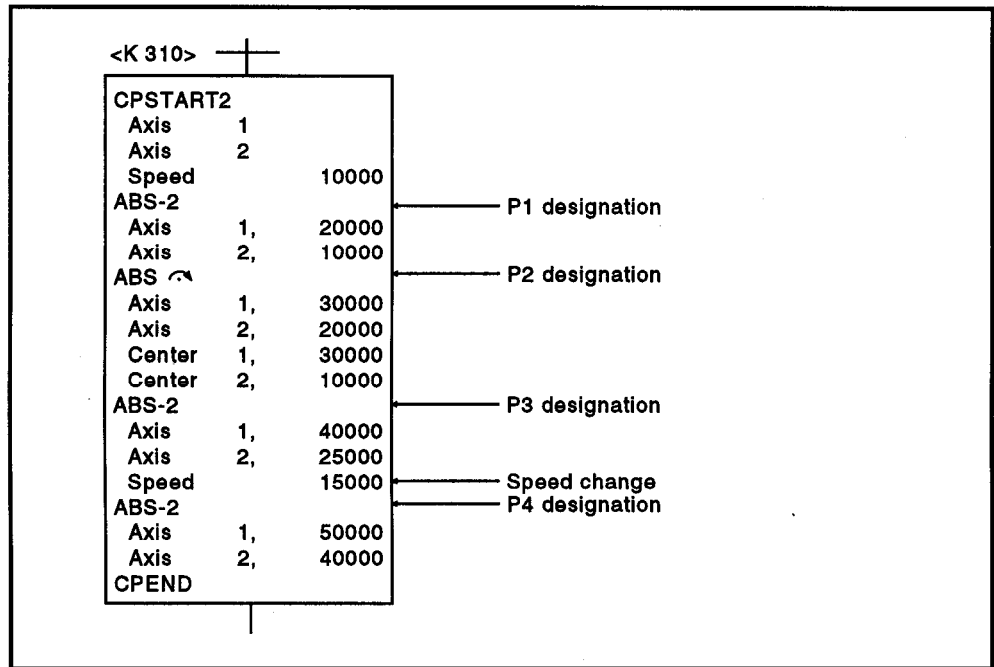 <K 310>
CPSTART2
Axis 1
Axis 2
Speed 10000
ABS-2 P1 designation
Axis 1, 20000
Axis 2, 10000
ABS P2 designation
Axis 1, 30000
Axis 2, 20000
Center 1, 30000
Center 2, 10000
ABS-2 P3 designation
Axis 1, 40000
Axis 2, 25000
Speed 15000 Speed change
ABS-2 P4 designation
Axis 1, 50000
Axis 2, 40000
CPEND